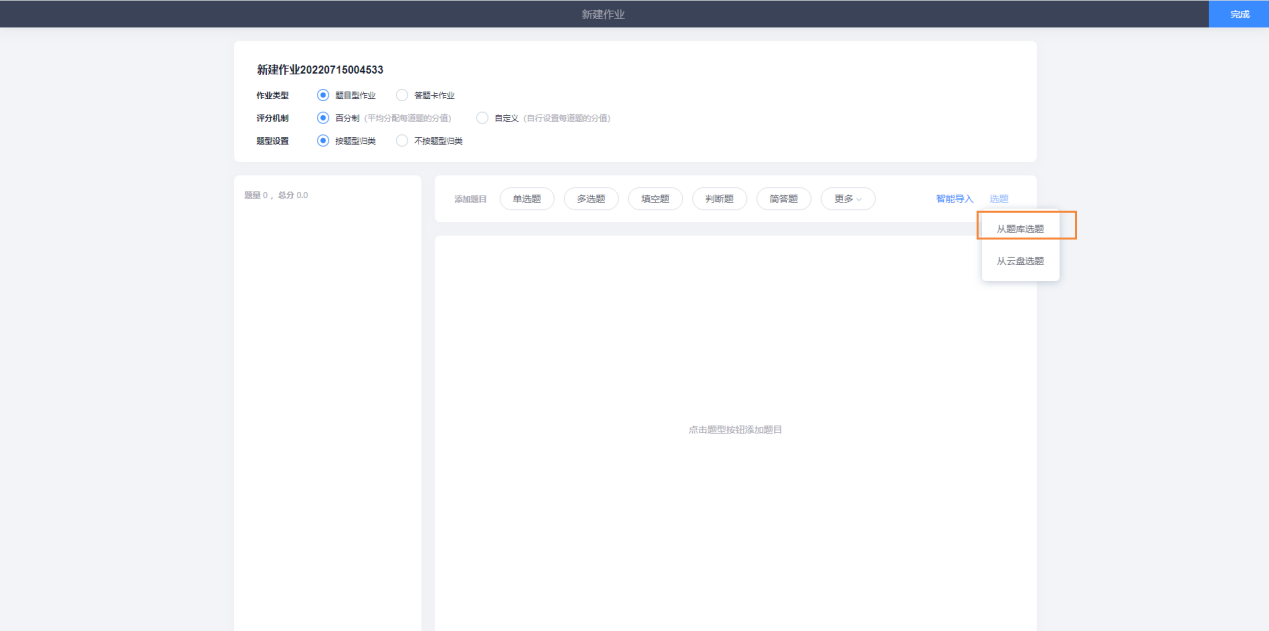 新建作业 完成
新建作业20220715004533
作业类型 题目型作业 答题卡作业
评分机制 百分制 (平均分配每道题的分值) 自定义 (自行设置每道题的分值)
题型设置 按题型归类 不按题型归类
题量 0 ，总分 0.0
添加题目 单选题 多选题 填空题 判断题 简答题 更多 智能导入 选题
从题库选题
从云盘选题
点击题型按钮添加题目